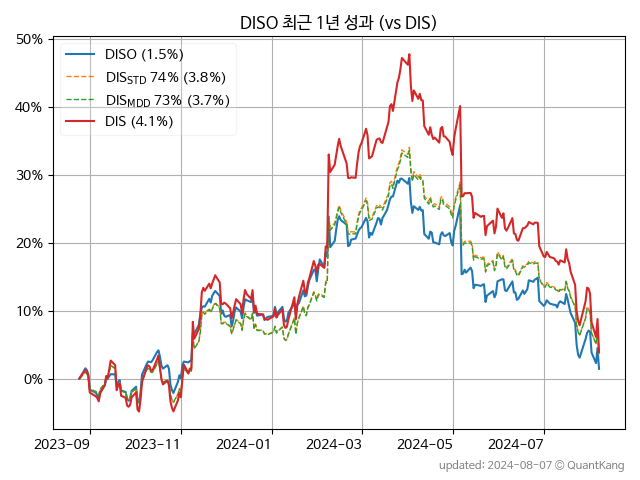 DISO 최근 1년 성과 (vs DIS)
50%
40%
30%
20%
10%
0%
DISO (1.5%)
DISSTD 74% (3.8%)
DISMDD 73% (3.7%)
DIS (4.1%)
2023-09 2023-11 2024-01 2024-03 2024-05 2024-07
updated: 2024-08-07 © QuantKang